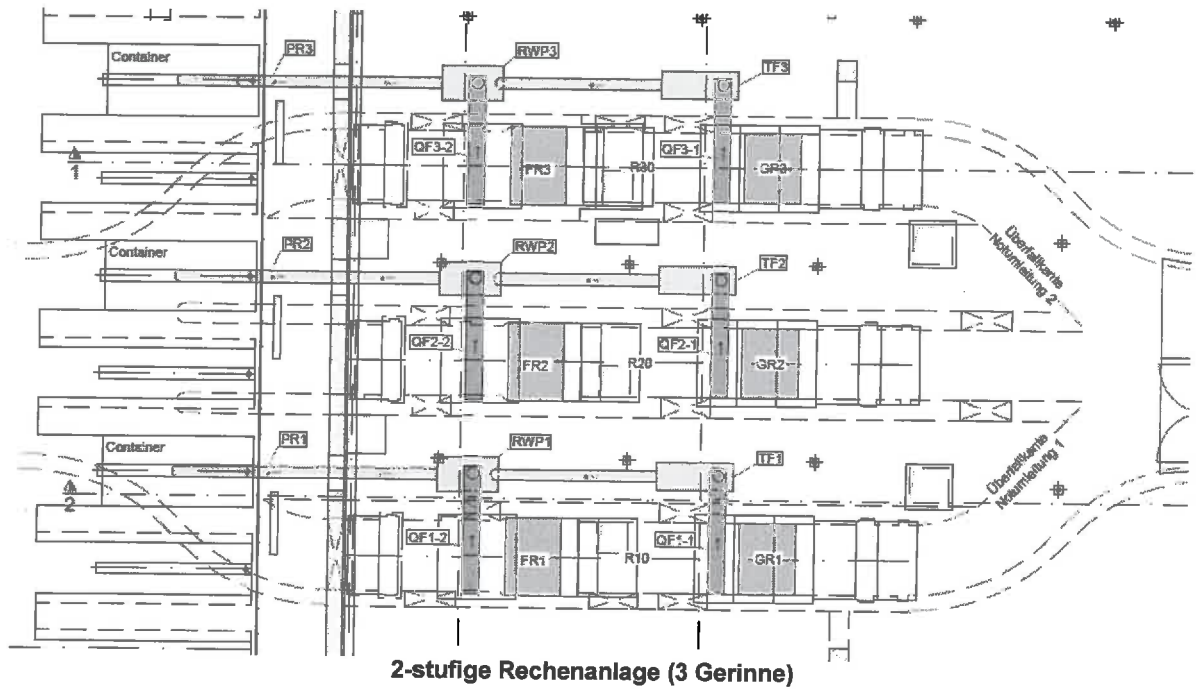 PR3
RWP3
Container
TF3
QF3-2
QF3-1
FR3
R30
GR3
1
PR2
RWP2
Container
TF2
Überfallkante
Notumleitung 2
QF2-2
QF2-1
FR2
R20
GR2
PR1
RWP1
Container
TF1
Überfallkante
Notumleitung 1
2
QF1-2
QF1-1
FR1
R10
GR1
2-stufige Rechenanlage (3 Gerinne)